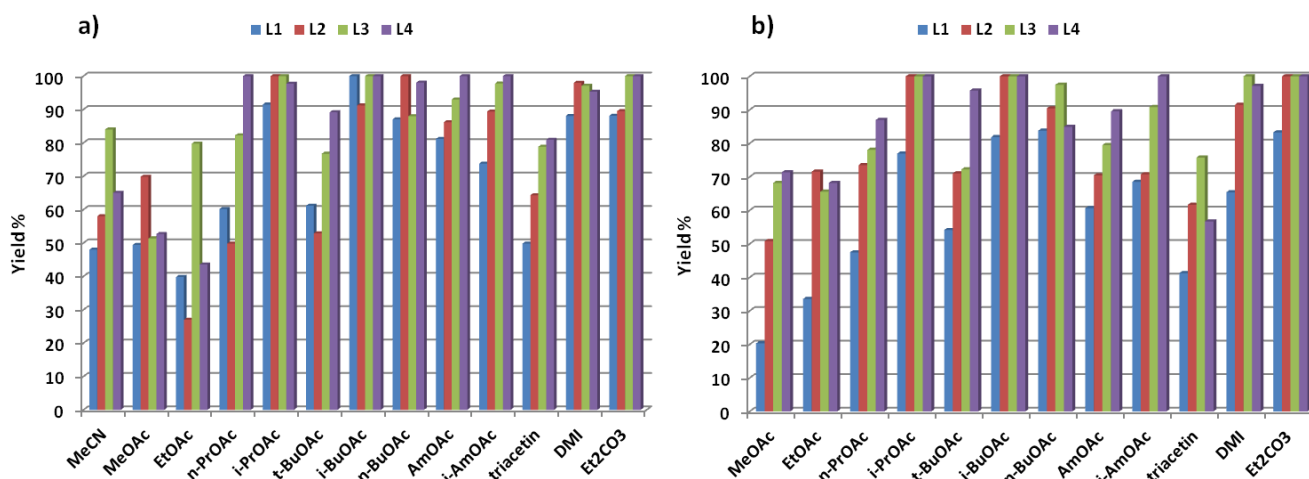 a)
L1 L2 L3 L4
Yield%
100
90
80
70
60
50
40
30
20
10
0
MeCN
MeOAc
EtOAc
n-PrOAc
i-PrOAc
t-BuOAc
i-BuOAc
n-BuOAc
AmOAc
i-AmOAc
triacetin
DMI
Et2CO3
b)
L1 L2 L3 L4
Yield %
100
90
80
70
60
50
40
30
20
10
0
MeOAc
EtOAc
n-PrOAc
i-PrOAc
t-BuOAc
i-BuOAc
n-BuOAc
AmOAc
i-AmOAc
triacetin
DMI
Et2CO3